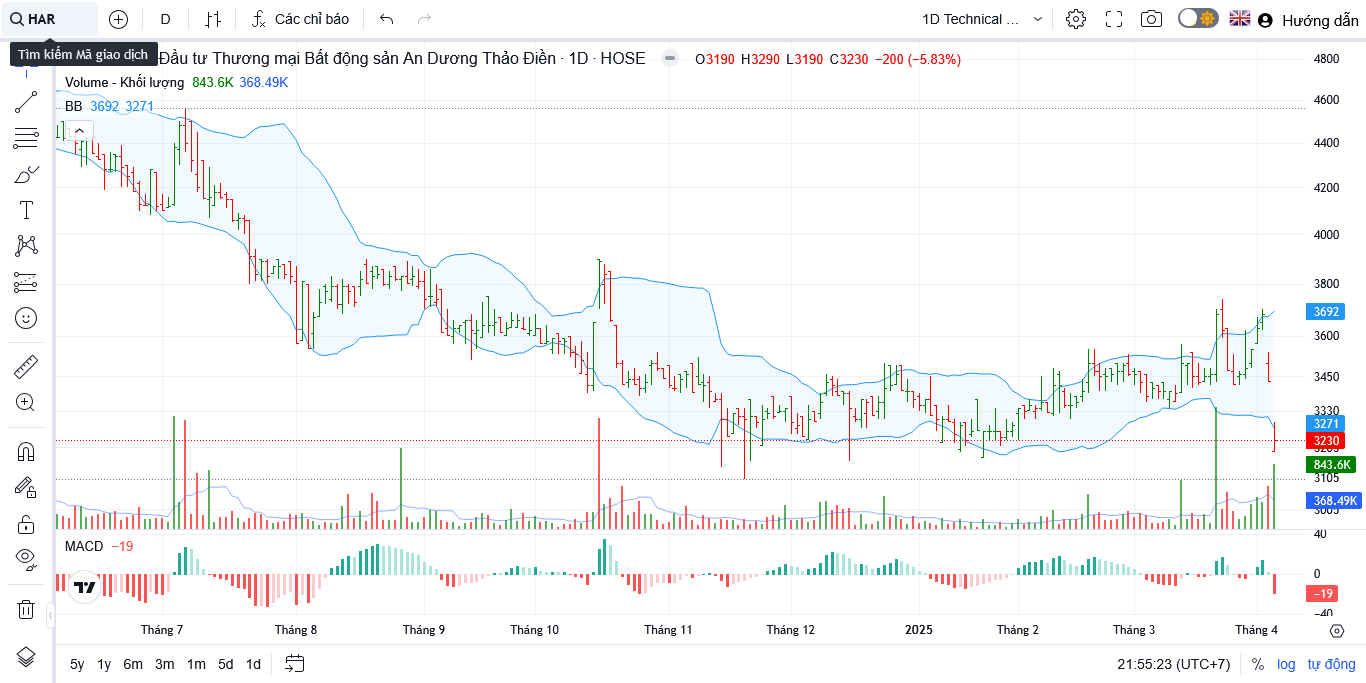 HAR
D
Các chỉ báo
1D Technical ...
Hướng dẫn
Tìm kiếm Mã giao dịch
Đầu tư Thương mại Bất động sản An Dương Thảo Điền · 1D · HOSE
O3190 H3290 L3190 C3230 −200 (−5.83%)
Volume - Khối lượng 843.6K 368.49K
BB 3692 3271
4800
4600
4400
4200
4000
3800
3692
3600
3450
3330
3271
3230
3205
843.6K
3105
368.49K
3005
MACD −19
40
0
−19
−40
Tháng 7
Tháng 8
Tháng 9
Tháng 10
Tháng 11
Tháng 12
2025
Tháng 2
Tháng 3
Tháng 4
5y 1y 6m 3m 1m 5d 1d
21:55:23 (UTC+7)
% log tự động